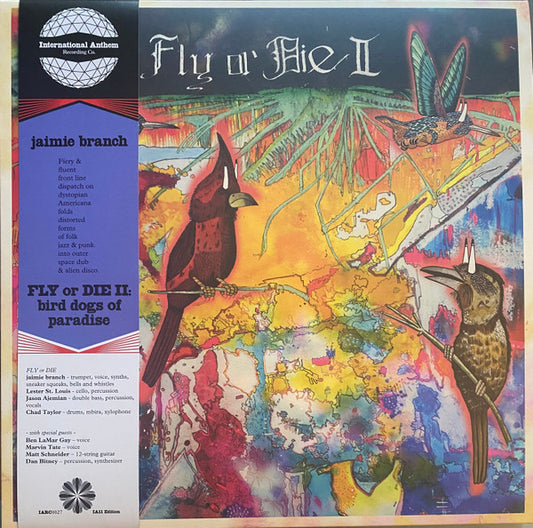 International Anthem
Recording Co.
Fly or Die II
jaimie branch
Fiery &
fluent
front line
dispatch on
dystopian
Americana
folds
distorted
forms
of folk
jazz & punk
into outer
space dub
& alien disco.
FLY or DIE II:
bird dogs of
paradise
FLY or DIE
jaimie branch - trumpet, voice, synths,
sneaker squeaks, bells and whistles
Lester St. Louis - cello, percussion
Jason Ajemian - double bass, percussion,
vocals
Chad Taylor - drums, mbira, xylophone
- with special guests -
Ben LaMar Gay - voice
Marvin Tate - voice
Matt Schneider - 12-string guitar
Dan Bitney - percussion, synthesizer
IARC0027
IA11 Edition